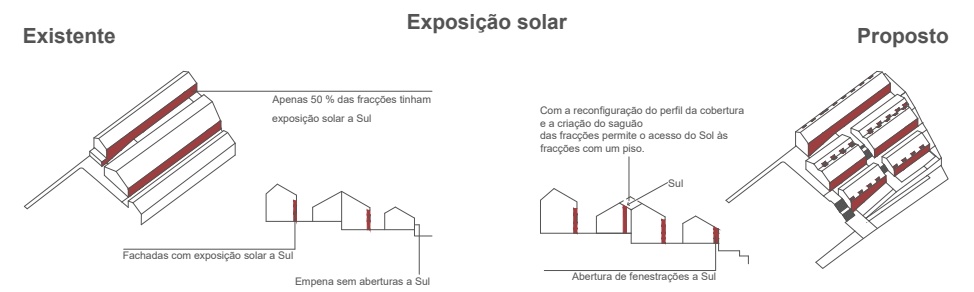 Exposição solar
Existente
Proposto
Apenas 50 % das fracções tinham
exposição solar a Sul
Fachadas com exposição solar a Sul
Empena sem aberturas a Sul
Com a reconfiguração do perfil da cobertura
e a criação do saguão
das fracções permite o acesso do Sol às
fracções com um piso.
Sul
Abertura de fenestrações a Sul